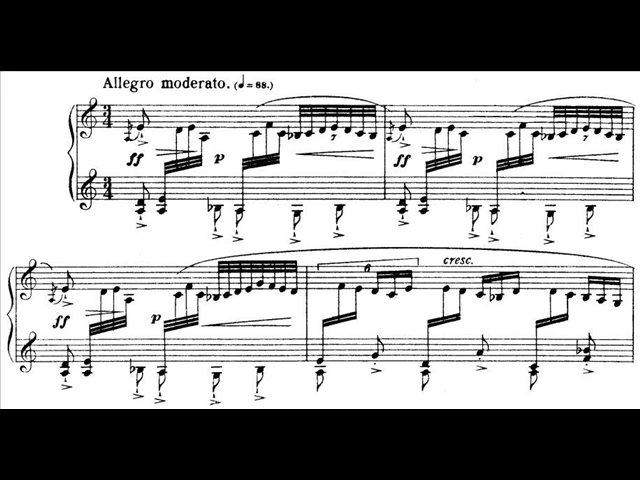 Allegro moderato. (♩=88.)
3/4 3/4
ff p 7 ff p 7
ff p 6 cresc.